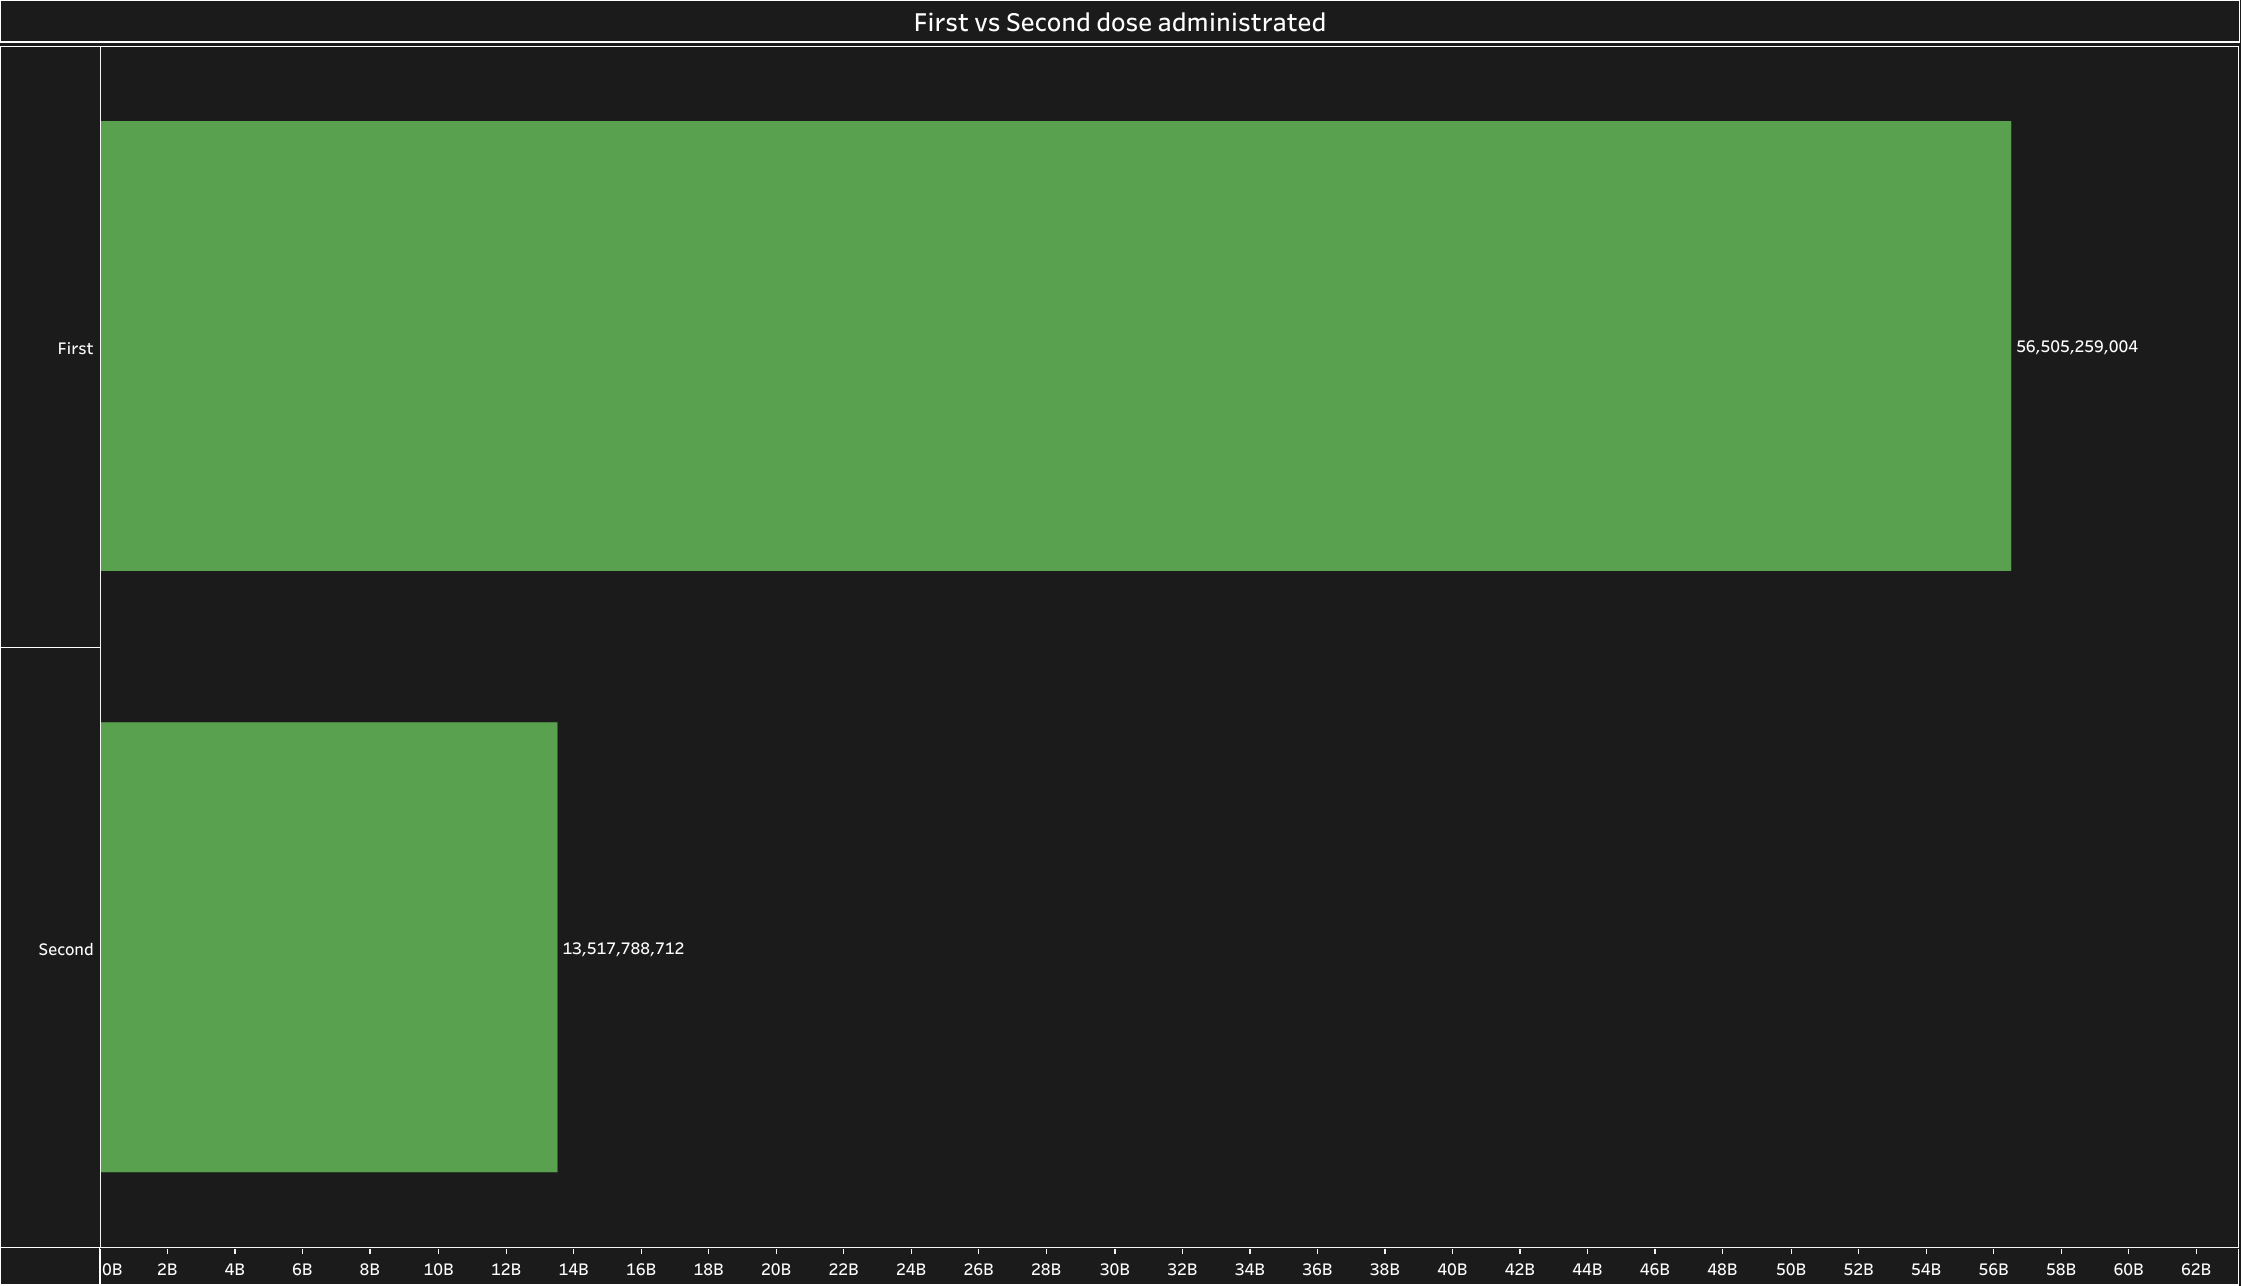 First vs Second dose administrated
First
56,505,259,004
Second
13,517,788,712
0B 2B 4B 6B 8B 10B 12B 14B 16B 18B 20B 22B 24B 26B 28B 30B 32B 34B 36B 38B 40B 42B 44B 46B 48B 50B 52B 54B 56B 58B 60B 62B